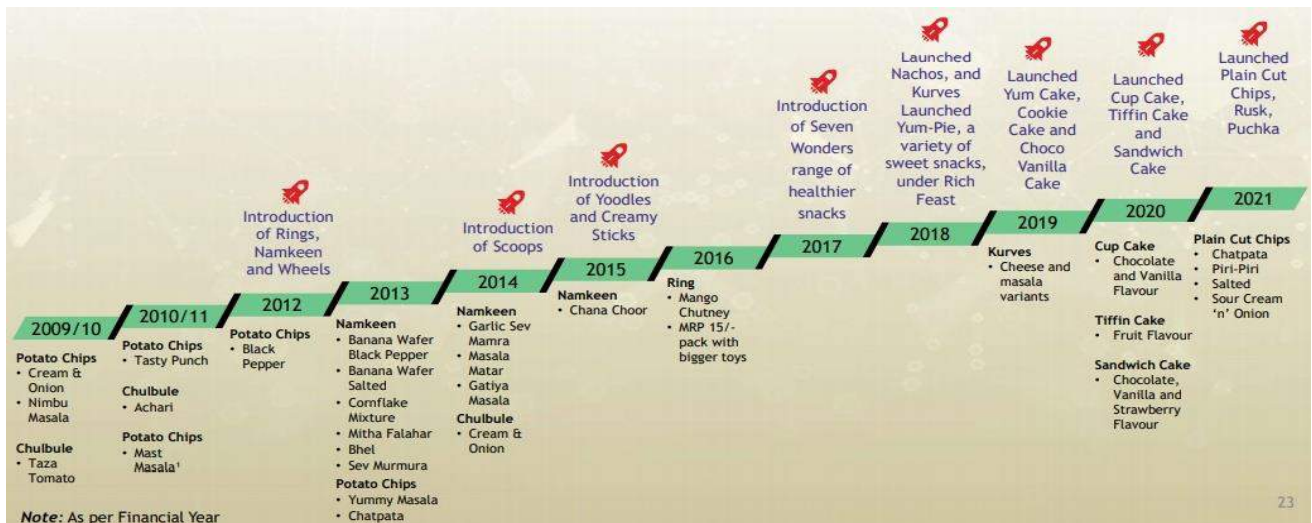 Introduction
of Rings,
Namkeen
and Wheels
Introduction
of Scoops
Introduction
of Yoodles
and Creamy
Sticks
Introduction
of Seven
Wonders
range of
healthier
snacks
Launched
Nachos, and
Kurves
Launched
Yum-Pie, a
variety of
sweet snacks,
under Rich
Feast
Launched
Yum Cake,
Cookie
Cake and
Choco
Vanilla
Cake
Launched
Cup Cake,
Tiffin Cake
and
Sandwich
Cake
Launched
Plain Cut
Chips,
Rusk,
Puchka
2009/10
2010/11
2012
2013
2014
2015
2016
2017
2018
2019
2020
2021
Potato Chips
• Cream &
Onion
• Nimbu
Masala
Chulbule
• Taza
Tomato
Potato Chips
• Tasty Punch
Chulbule
• Achari
Potato Chips
• Mast
Masala¹
Potato Chips
• Black
Pepper
Namkeen
• Banana Wafer
Black Pepper
• Banana Wafer
Salted
• Cornflake
Mixture
• Mitha Falahar
• Bhel
• Sev Murmura
Potato Chips
• Yummy Masala
• Chatpata
Namkeen
• Garlic Sev
Mamra
• Masala
Matar
• Gatiya
Masala
Chulbule
• Cream &
Onion
Namkeen
• Chana Choor
Ring
• Mango
Chutney
• MRP 15/-
pack with
bigger toys
Kurves
• Cheese and
masala
variants
Cup Cake
• Chocolate
and Vanilla
Flavour
Tiffin Cake
• Fruit Flavour
Sandwich Cake
• Chocolate,
Vanilla and
Strawberry
Flavour
Plain Cut Chips
• Chatpata
• Piri-Piri
• Salted
• Sour Cream
‘n’ Onion
Note: As per Financial Year
23